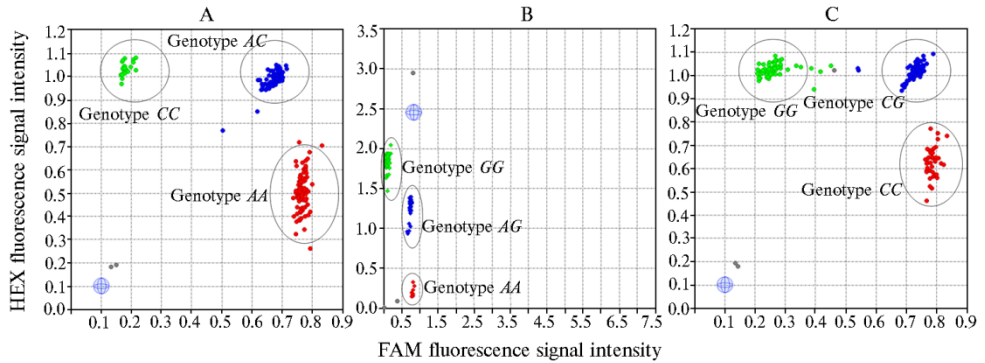 A
B
C
HEX fluorescence signal intensity
1.2
1.1
1.0
0.9
0.8
0.7
0.6
0.5
0.4
0.3
0.2
0.1
0.0
Genotype AC
Genotype CC
Genotype AA
0.1 0.2 0.3 0.4 0.5 0.6 0.7 0.8 0.9
3.5
3.0
2.5
2.0
1.5
1.0
0.5
0.0
Genotype GG
Genotype AG
Genotype AA
0.5 1.5 2.5 3.5 4.5 5.5 6.5 7.5
1.2
1.1
1.0
0.9
0.8
0.7
0.6
0.5
0.4
0.3
0.2
0.1
0.0
Genotype GG
Genotype CG
Genotype CC
0.1 0.2 0.3 0.4 0.5 0.6 0.7 0.8 0.9
FAM fluorescence signal intensity